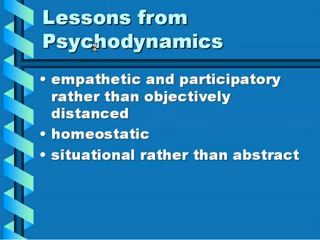 Lessons from
Psychodynamics
• empathetic and participatory
rather than objectively
distanced
• homeostatic
• situational rather than abstract